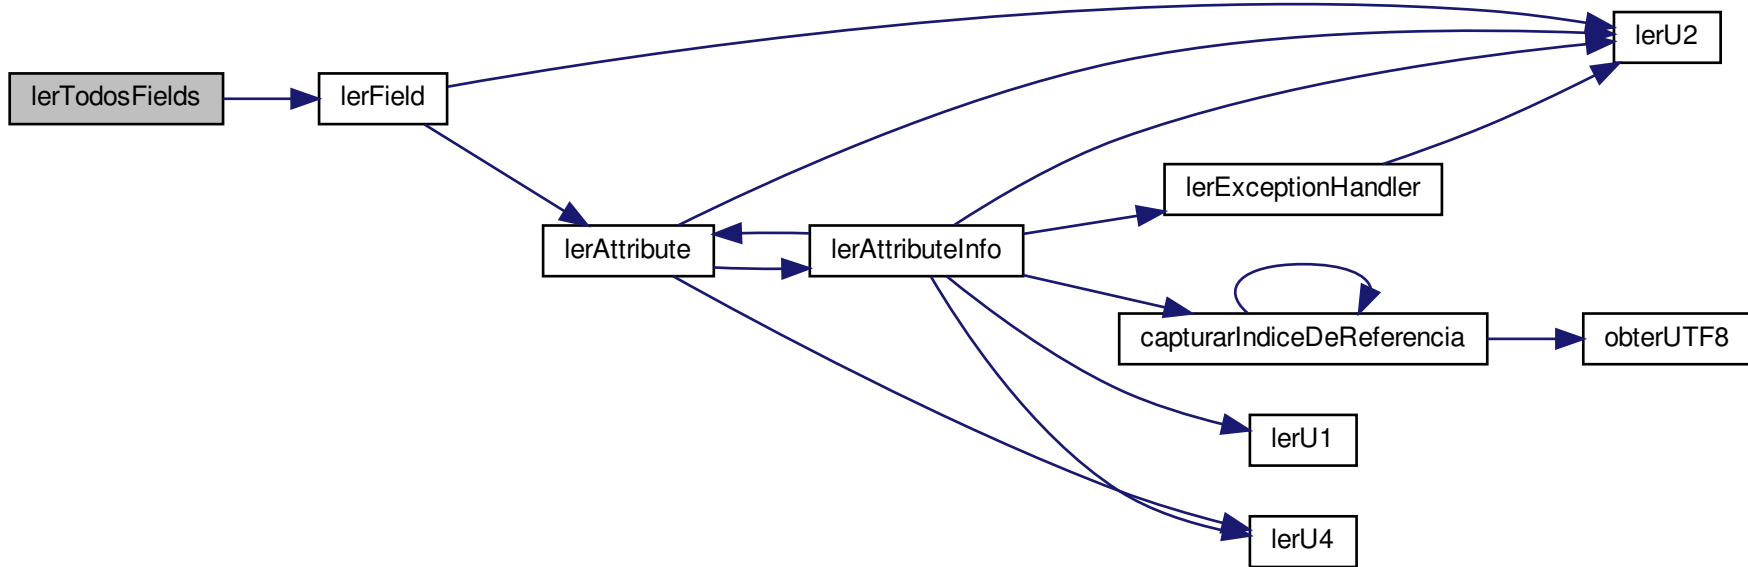 lerTodosFields
lerField
lerU2
lerExceptionHandler
lerAttribute
lerAttributeInfo
capturarIndiceDeReferencia
obterUTF8
lerU1
lerU4